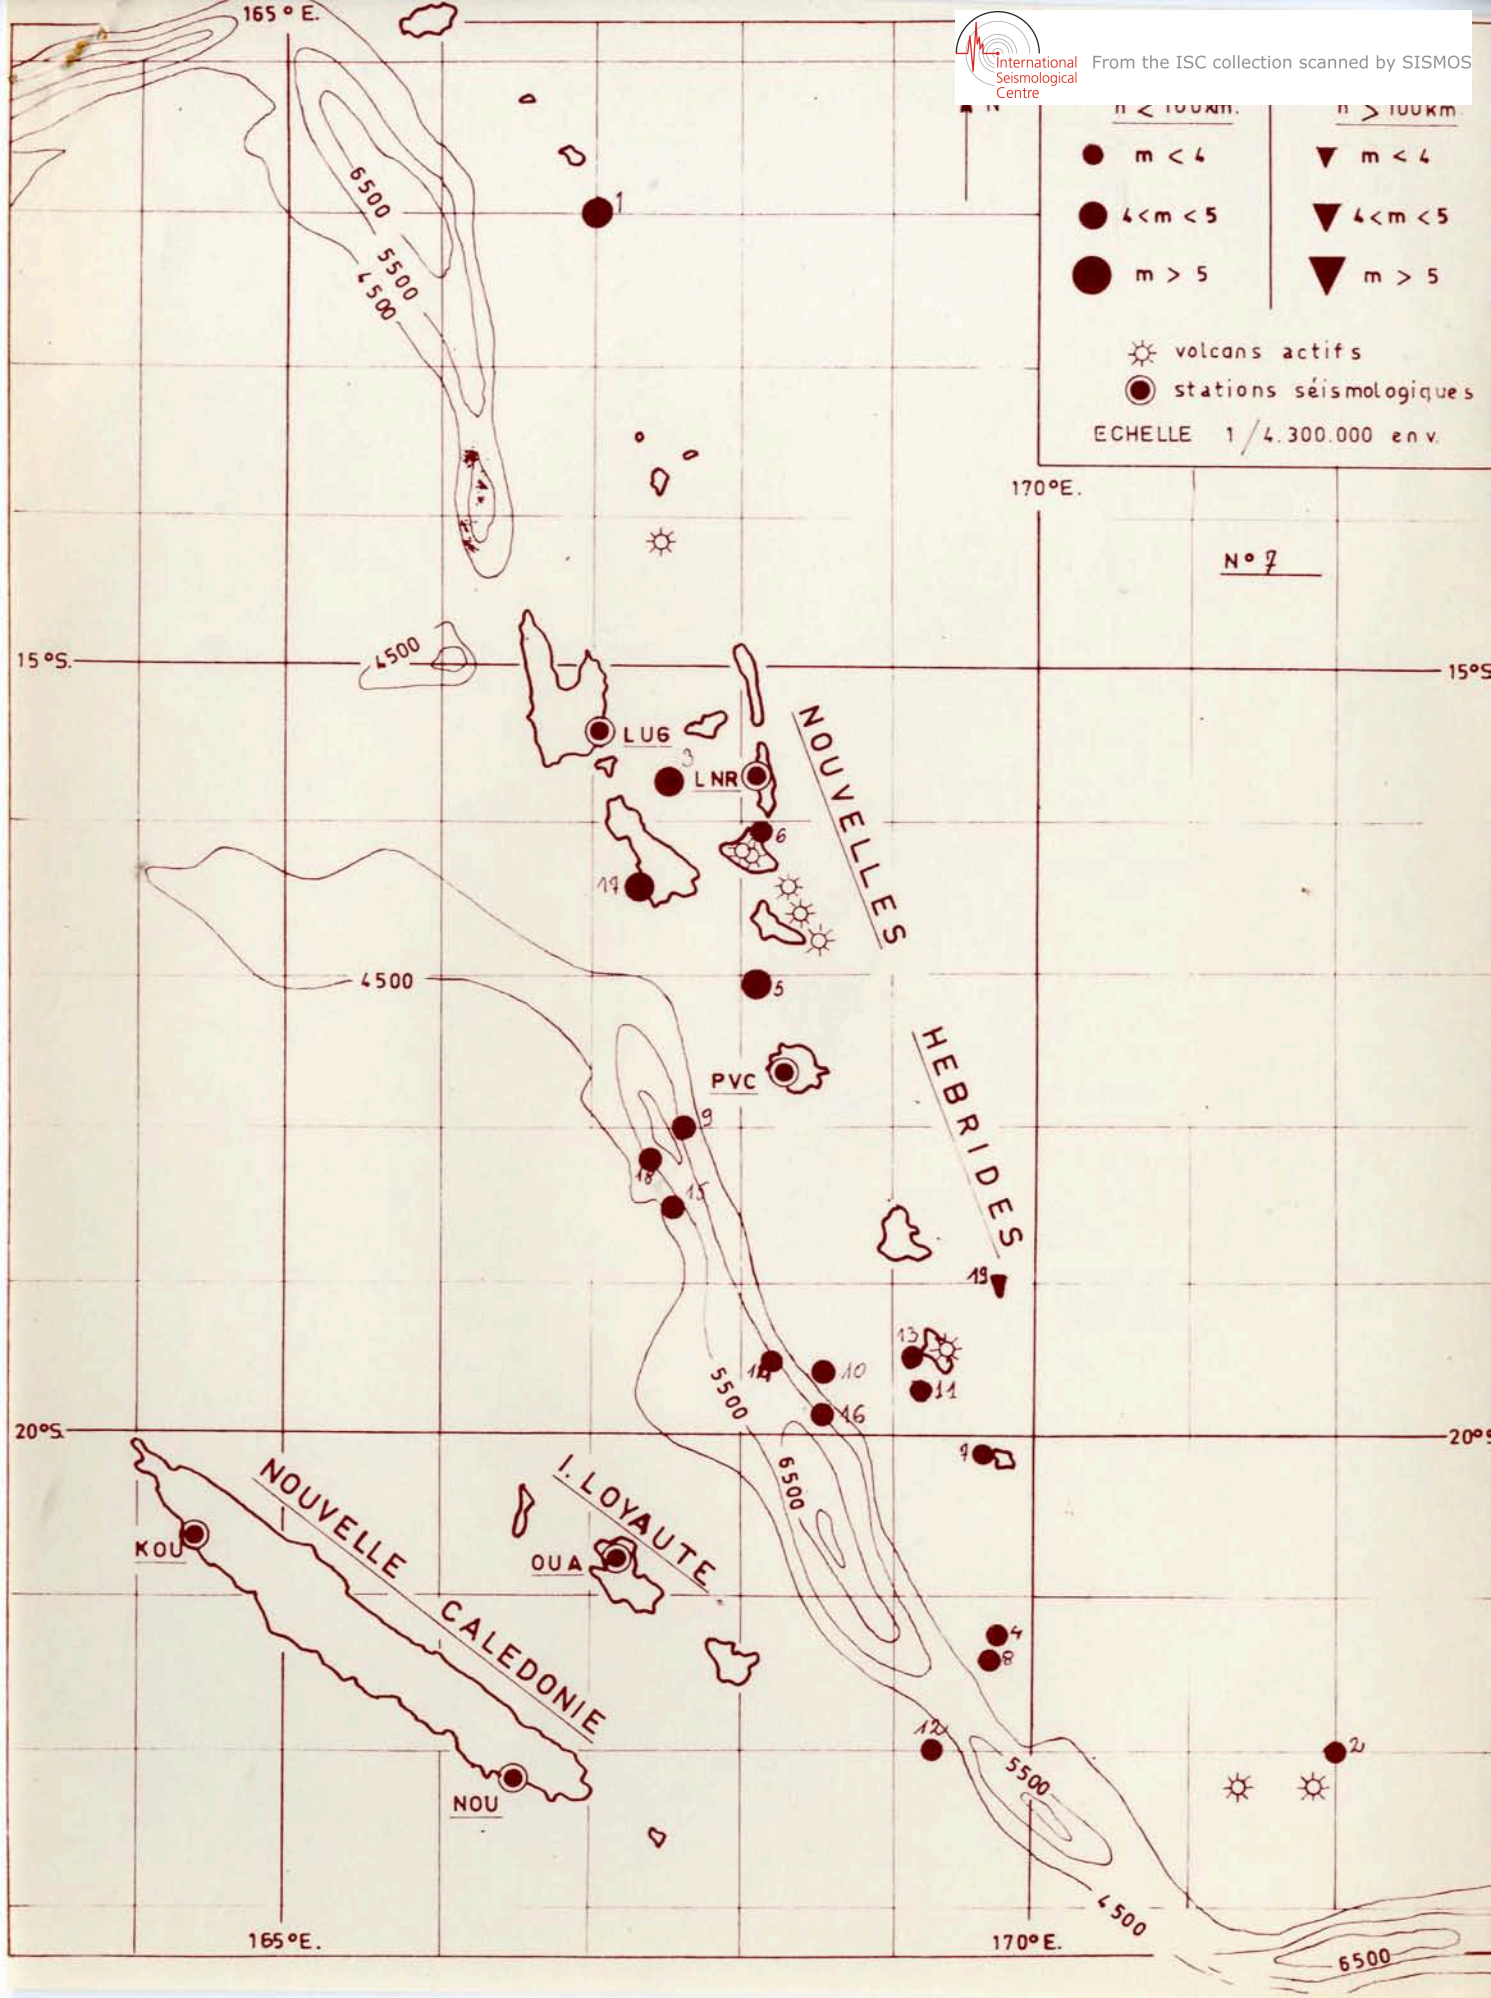 165° E.
International
Seismological
Centre
From the ISC collection scanned by SISMOS
N
h < 100km.
h > 100km.
m < 4
m < 4
4 < m < 5
4 < m < 5
m > 5
m > 5
volcans actifs
stations séismologiques
ECHELLE 1 / 4.300.000 env.
1
6500
5500
4500
170°E.
N° 7
15°S.
4500
15°S
NOUVELLES
LUG
3
LNR
6
17
4500
5
HEBRIDES
PVC
9
18
15
19
13
14
10
11
5500
16
20°S.
20°S
7
6500
NOUVELLE
I. LOYAUTE
KOU
OUA
CALEDONIE
4
8
12
2
5500
NOU
4500
165°E.
170°E.
6500